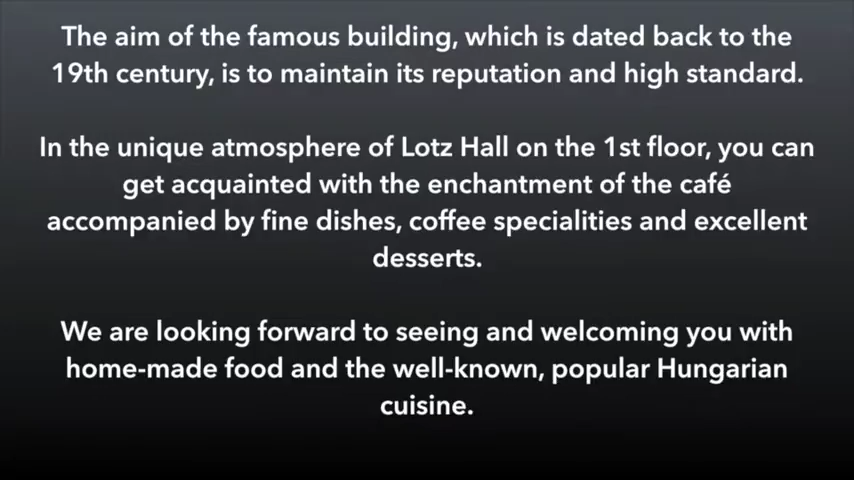 The aim of the famous building, which is dated back to the
19th century, is to maintain its reputation and high standard.
In the unique atmosphere of Lotz Hall on the 1st floor, you can
get acquainted with the enchantment of the café
accompanied by fine dishes, coffee specialities and excellent
desserts.
We are looking forward to seeing and welcoming you with
home-made food and the well-known, popular Hungarian
cuisine.